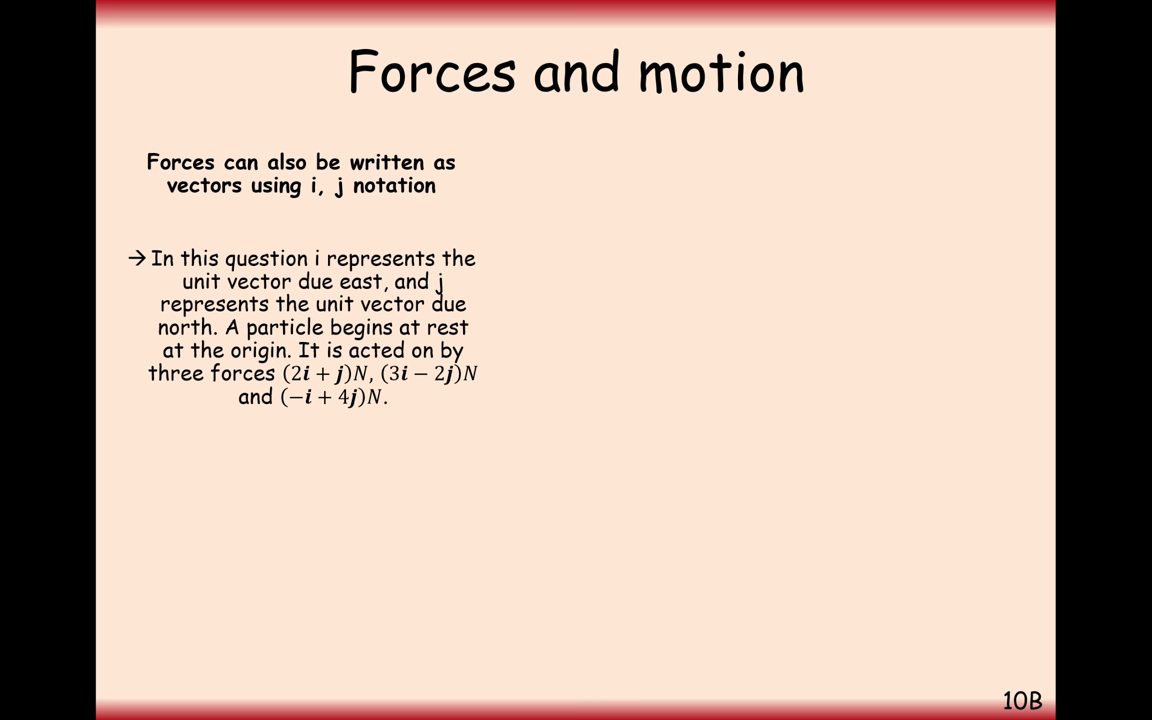 Forces and motion
Forces can also be written as
vectors using i, j notation
→ In this question i represents the
unit vector due east, and j
represents the unit vector due
north. A particle begins at rest
at the origin. It is acted on by
three forces (2𝒊 + 𝒋)𝑁, (3𝒊 − 2𝒋)𝑁
and (−𝒊 + 4𝒋)𝑁.
10B